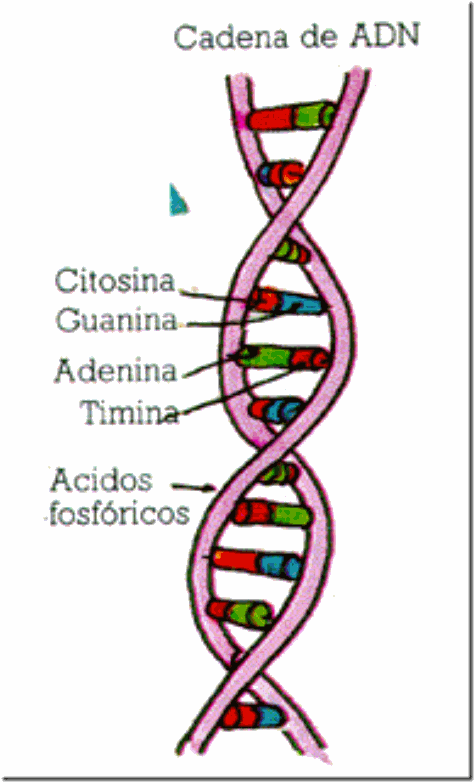 Cadena de ADN
Citosina
Guanina
Adenina
Timina
Acidos
fosfóricos